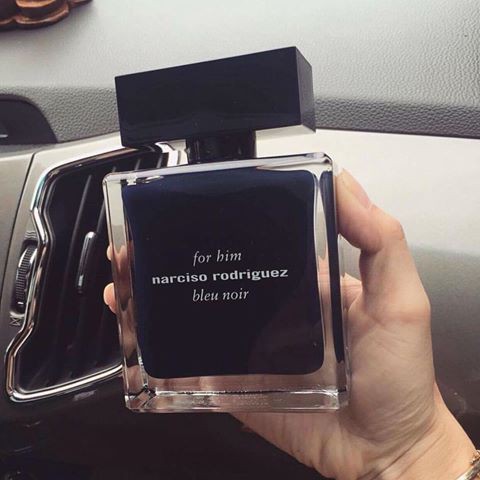 for him
narciso rodriguez
bleu noir